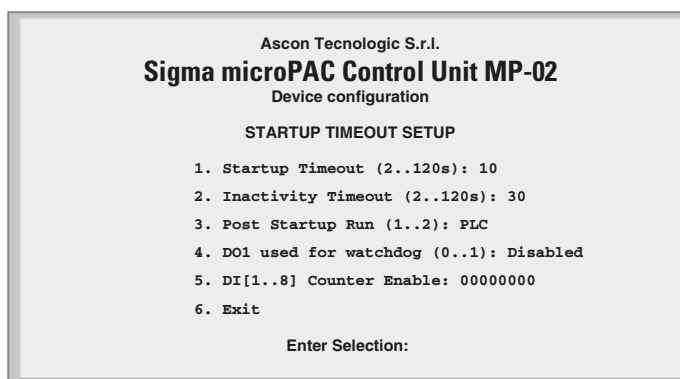 Ascon Tecnologic S.r.l.
Sigma microPAC Control Unit MP-02
Device configuration
STARTUP TIMEOUT SETUP
1. Startup Timeout (2..120s): 10
2. Inactivity Timeout (2..120s): 30
3. Post Startup Run (1..2): PLC
4. DO1 used for watchdog (0..1): Disabled
5. DI[1..8] Counter Enable: 00000000
6. Exit
Enter Selection: